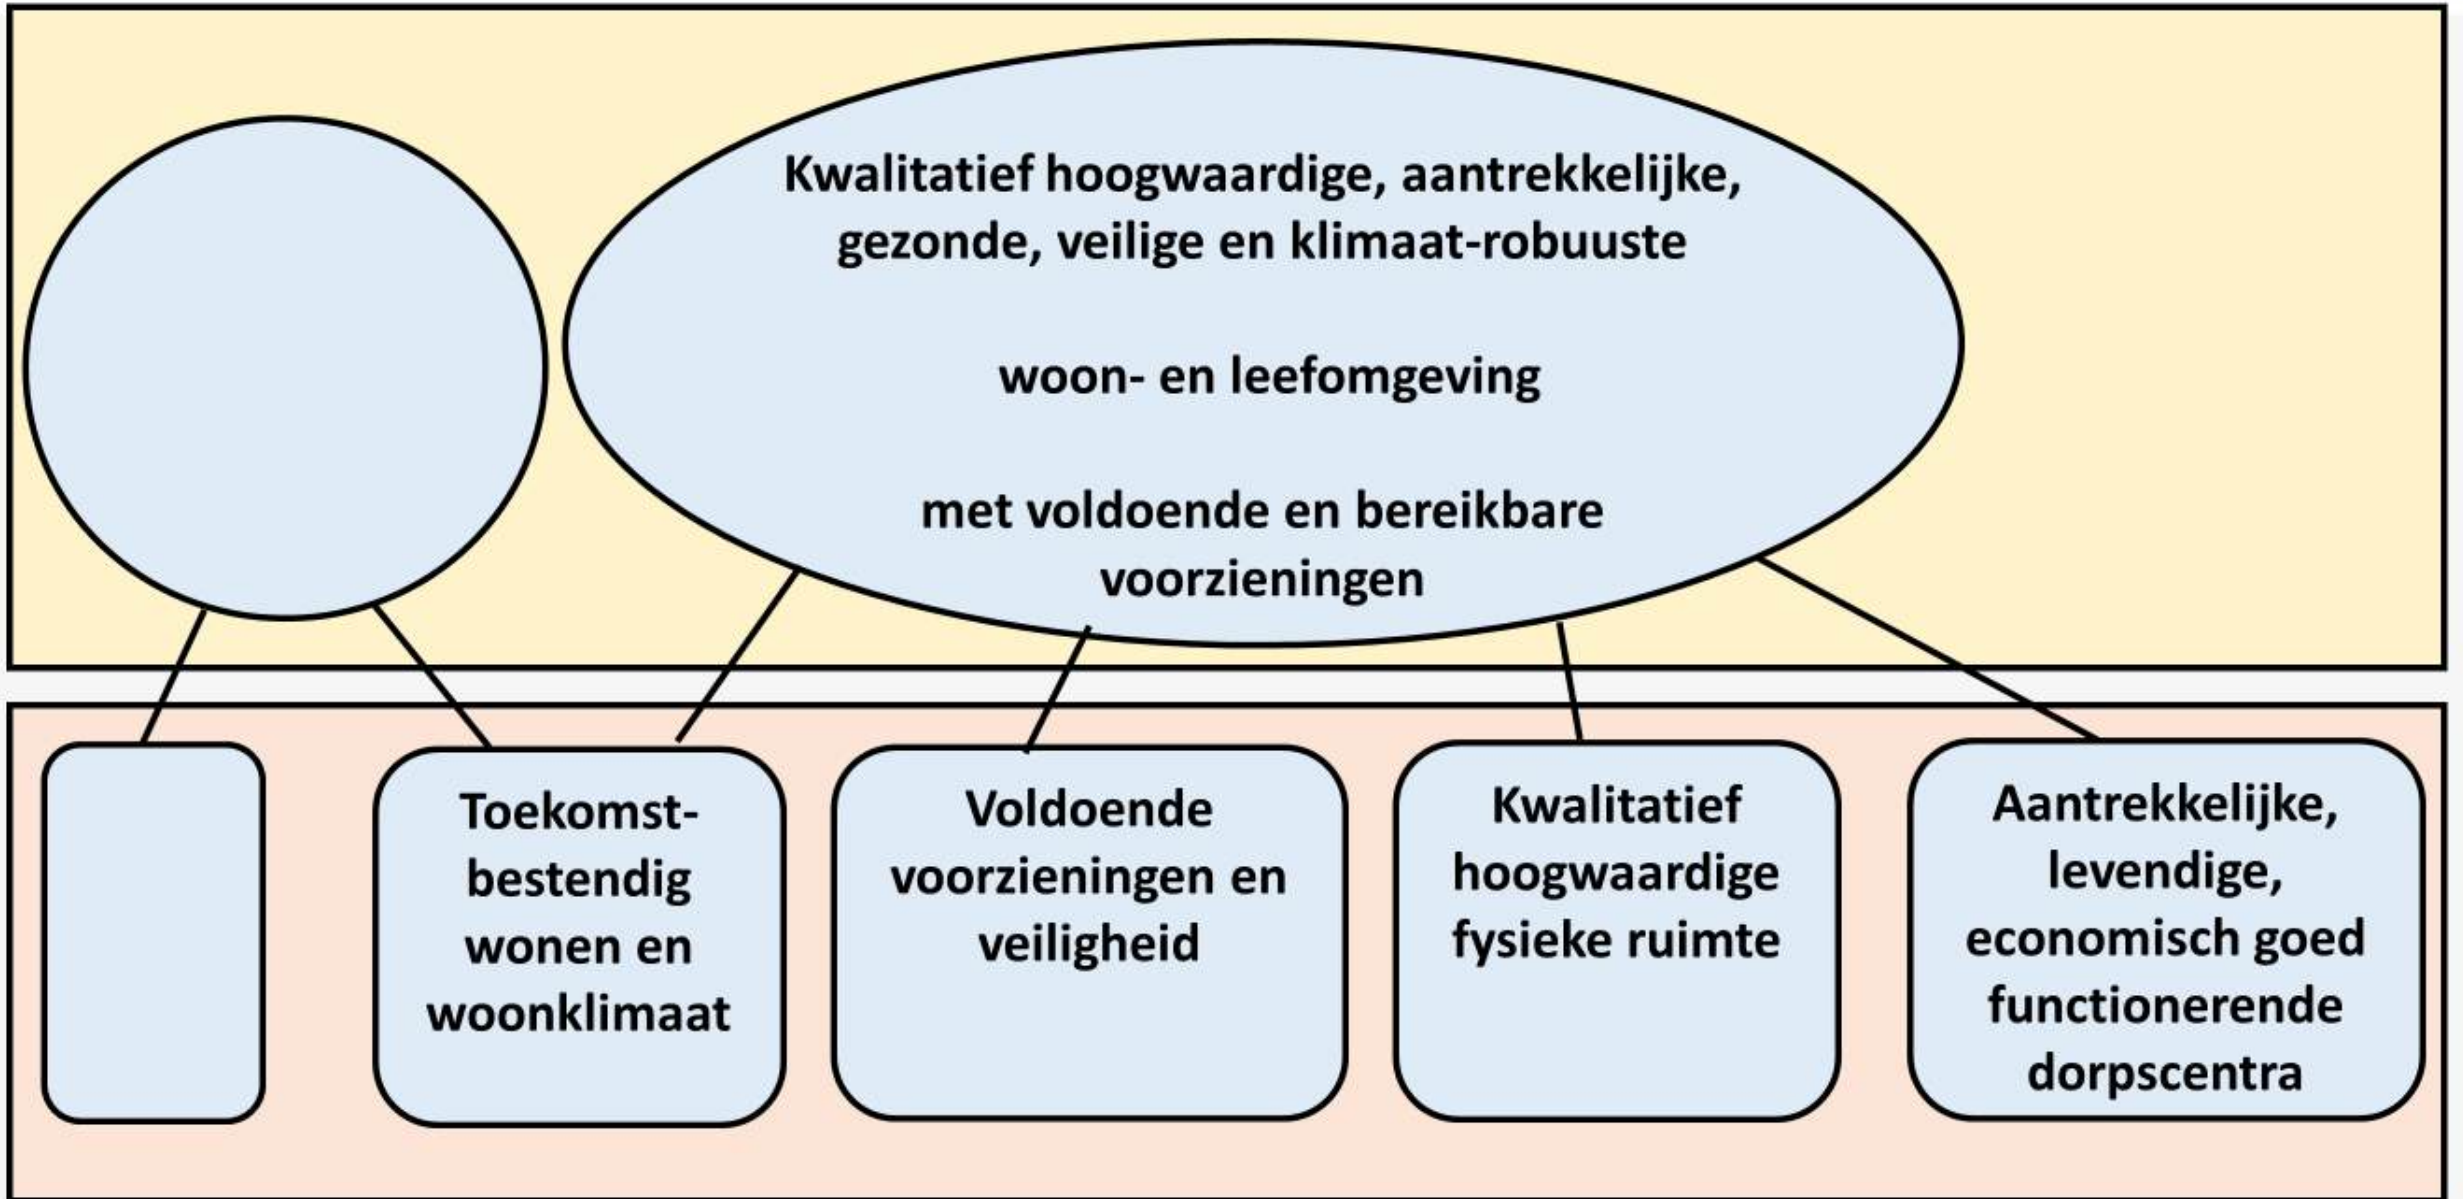 Kwalitatief hoogwaardige, aantrekkelijke,
gezonde, veilige en klimaat-robuuste
woon- en leefomgeving
met voldoende en bereikbare
voorzieningen
Toekomst-
bestendig
wonen en
woonklimaat
Voldoende
voorzieningen en
veiligheid
Kwalitatief
hoogwaardige
fysieke ruimte
Aantrekkelijke,
levendige,
economisch goed
functionerende
dorpscentra